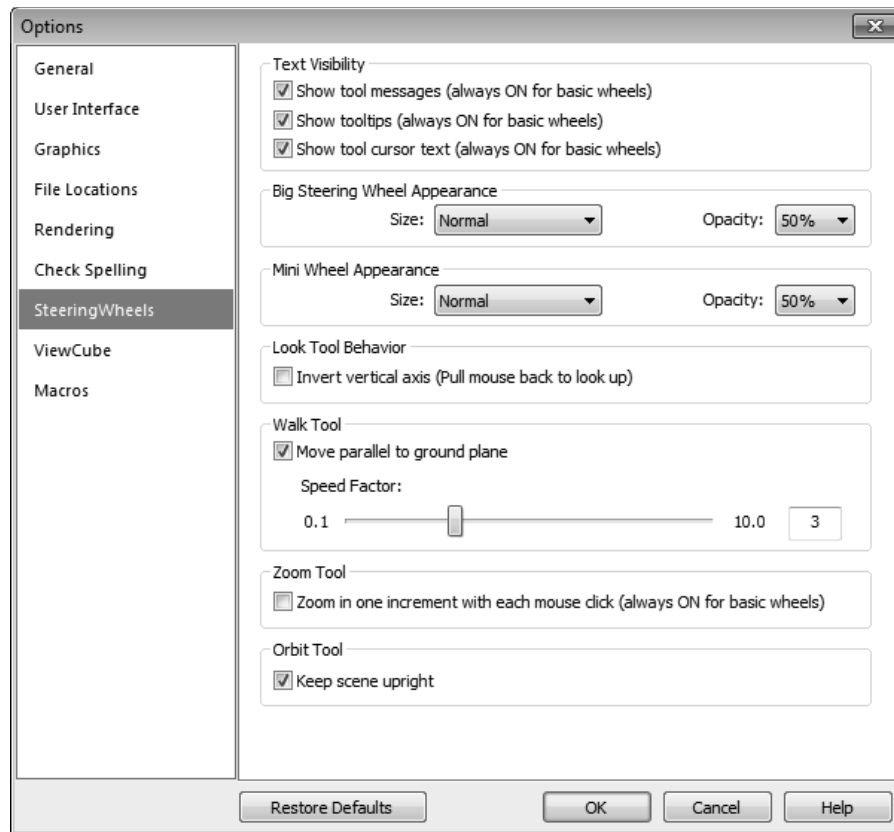 Options
General
User Interface
Graphics
File Locations
Rendering
Check Spelling
SteeringWheels
ViewCube
Macros
Text Visibility
Show tool messages (always ON for basic wheels)
Show tooltips (always ON for basic wheels)
Show tool cursor text (always ON for basic wheels)
Big Steering Wheel Appearance
Size: Normal Opacity: 50%
Mini Wheel Appearance
Size: Normal Opacity: 50%
Look Tool Behavior
Invert vertical axis (Pull mouse back to look up)
Walk Tool
Move parallel to ground plane
Speed Factor:
0.1 10.0 3
Zoom Tool
Zoom in one increment with each mouse click (always ON for basic wheels)
Orbit Tool
Keep scene upright
Restore Defaults OK Cancel Help